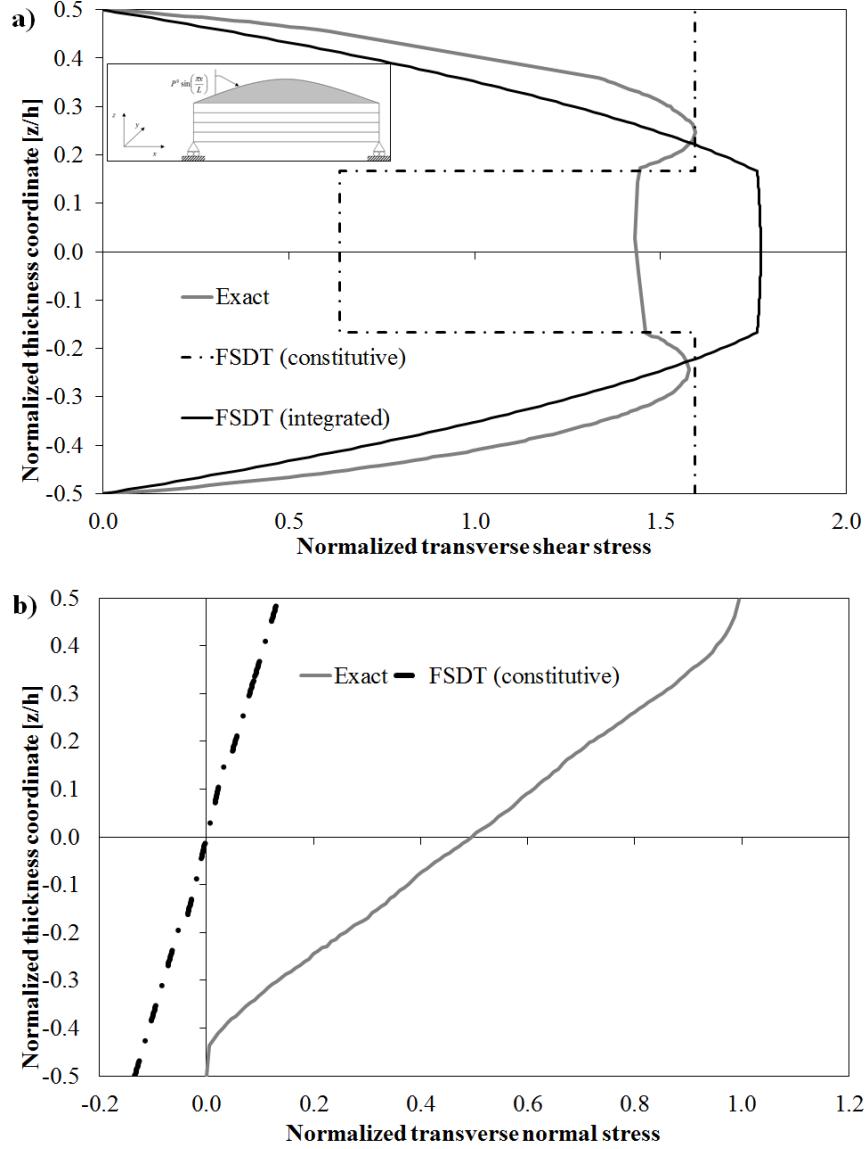 a)
Normalized thickness coordinate [z/h]
0.5
0.4
0.3
0.2
0.1
0.0
-0.1
-0.2
-0.3
-0.4
-0.5
P⁰ sin(πx/L)
z
y
x
Exact
FSDT (constitutive)
FSDT (integrated)
0.0 0.5 1.0 1.5 2.0
Normalized transverse shear stress
b)
Normalized thickness coordinate [z/h]
0.5
0.4
0.3
0.2
0.1
0.0
-0.1
-0.2
-0.3
-0.4
-0.5
Exact FSDT (constitutive)
-0.2 0.0 0.2 0.4 0.6 0.8 1.0 1.2
Normalized transverse normal stress